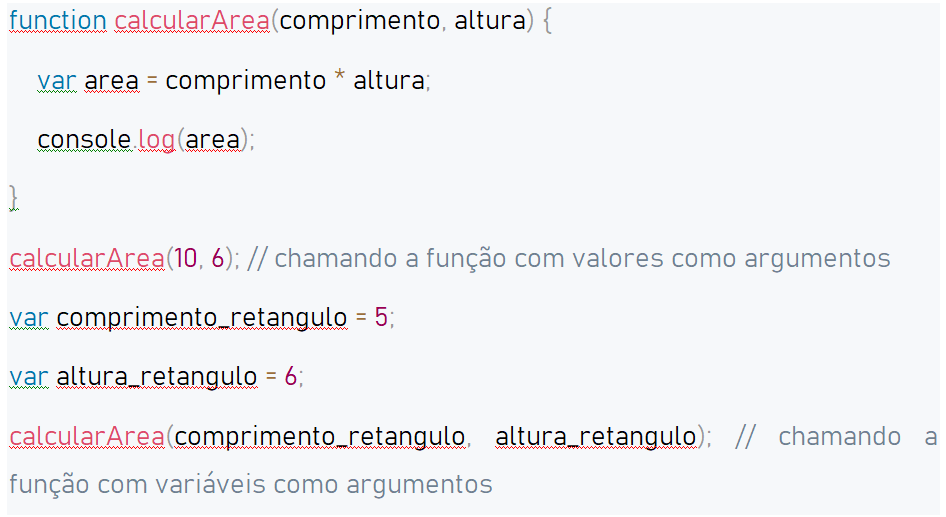 function calcularArea(comprimento, altura) {
var area = comprimento * altura;
console.log(area);
}
calcularArea(10, 6); // chamando a função com valores como argumentos
var comprimento_retangulo = 5;
var altura_retangulo = 6;
calcularArea(comprimento_retangulo, altura_retangulo); // chamando a
função com variáveis como argumentos